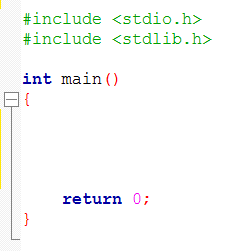 #include <stdio.h>
#include <stdlib.h>
int main()
{
return 0;
}